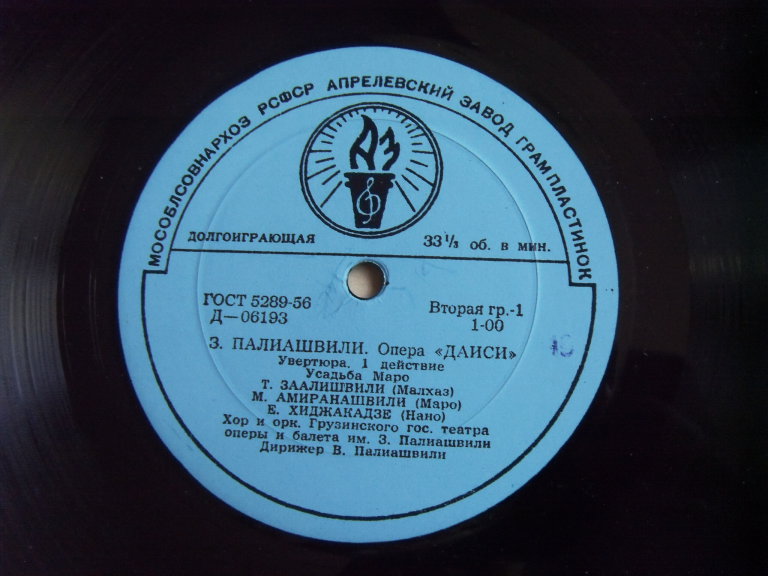 МОСОБЛСОВНАРХОЗ РСФСР АПРЕЛЕВСКИЙ ЗАВОД ГРАМПЛАСТИНОК
АЗ
ДОЛГОИГРАЮЩАЯ 33 1/3 об. в мин.
ГОСТ 5289-56 Вторая гр.-1
Д—06193 1-00
З. ПАЛИАШВИЛИ. Опера «ДАИСИ»
Увертюра, 1 действие
Усадьба Маро
Т. ЗААЛИШВИЛИ (Малхаз)
М. АМИРАНАШВИЛИ (Маро)
Е. ХИДЖАКАДЗЕ (Нано)
Хор и орк. Грузинского гос. театра
оперы и балета им. З. Палиашвили
Дирижер В. Палиашвили